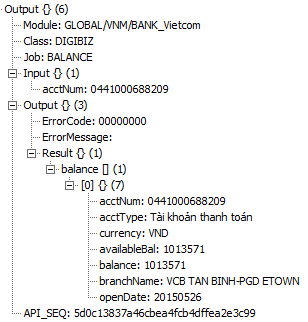 Output {} (6)
Module: GLOBAL/VNM/BANK_Vietcom
Class: DIGIBIZ
Job: BALANCE
Input {} (1)
acctNum: 0441000688209
Output {} (3)
ErrorCode: 00000000
ErrorMessage:
Result {} (1)
balance [] (1)
[0] {} (7)
acctNum: 0441000688209
acctType: Tài khoản thanh toán
currency: VND
availableBal: 1013571
balance: 1013571
branchName: VCB TAN BINH-PGD ETOWN
openDate: 20150526
API_SEQ: 5d0c13837a46cbea4fcb4dffea2e3c99